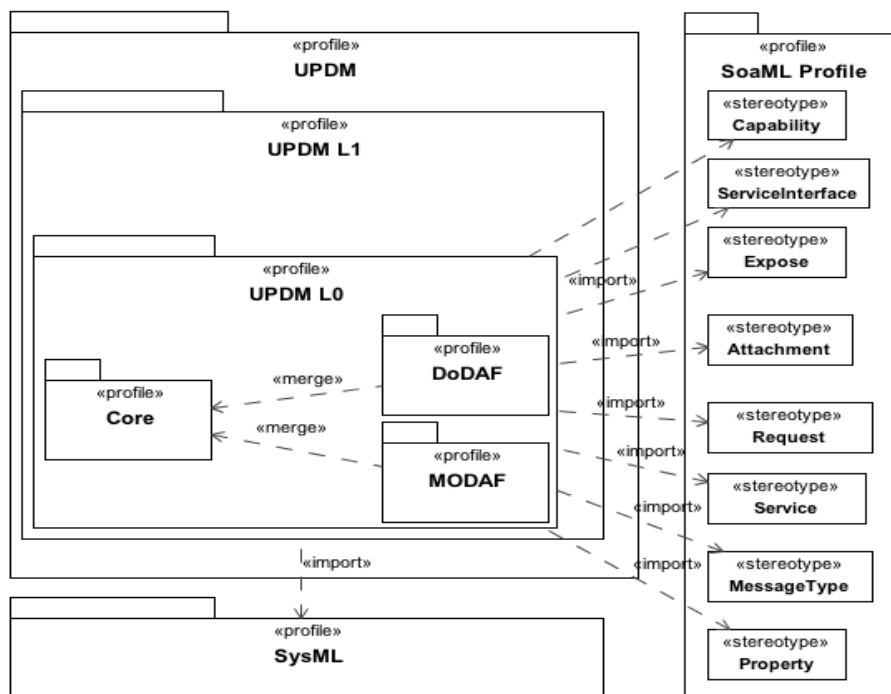 «profile»
UPDM
«profile»
UPDM L1
«profile»
UPDM L0
«profile»
DoDAF
«merge»
«profile»
Core
«merge»
«profile»
MODAF
«import»
«profile»
SysML
«import»
«import»
«import»
«import»
«import»
«import»
«profile»
SoaML Profile
«stereotype»
Capability
«stereotype»
ServiceInterface
«stereotype»
Expose
«stereotype»
Attachment
«stereotype»
Request
«stereotype»
Service
«stereotype»
MessageType
«stereotype»
Property